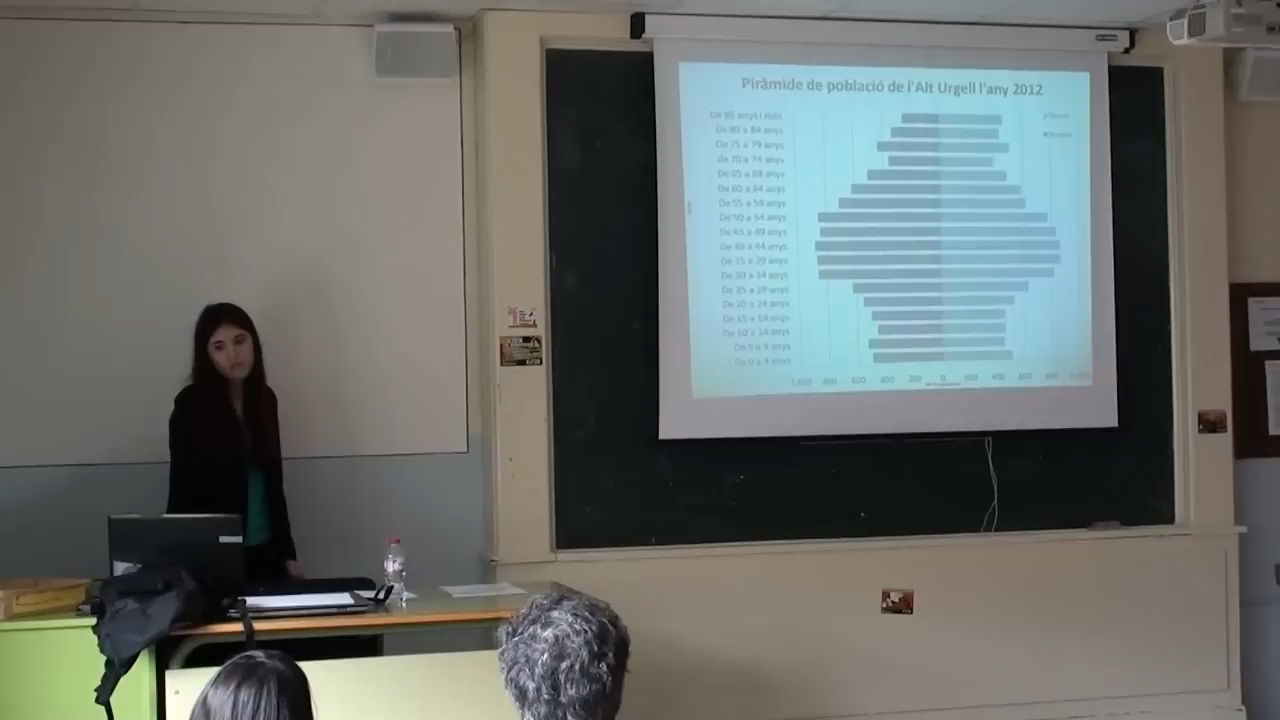 Piràmide de població de l'Alt Urgell l'any 2012
De 85 anys i més
De 80 a 84 anys
De 75 a 79 anys
de 70 a 74 anys
De 65 a 69 anys
De 60 a 64 anys
De 55 a 59 anys
De 50 a 54 anys
De 45 a 49 anys
De 40 a 44 anys
De 35 a 39 anys
De 30 a 34 anys
De 25 a 29 anys
De 20 a 24 anys
De 15 a 19 anys
De 10 a 14 anys
De 5 a 9 anys
De 0 a 4 anys
1.000 800 600 400 200 0 200 400 600 800